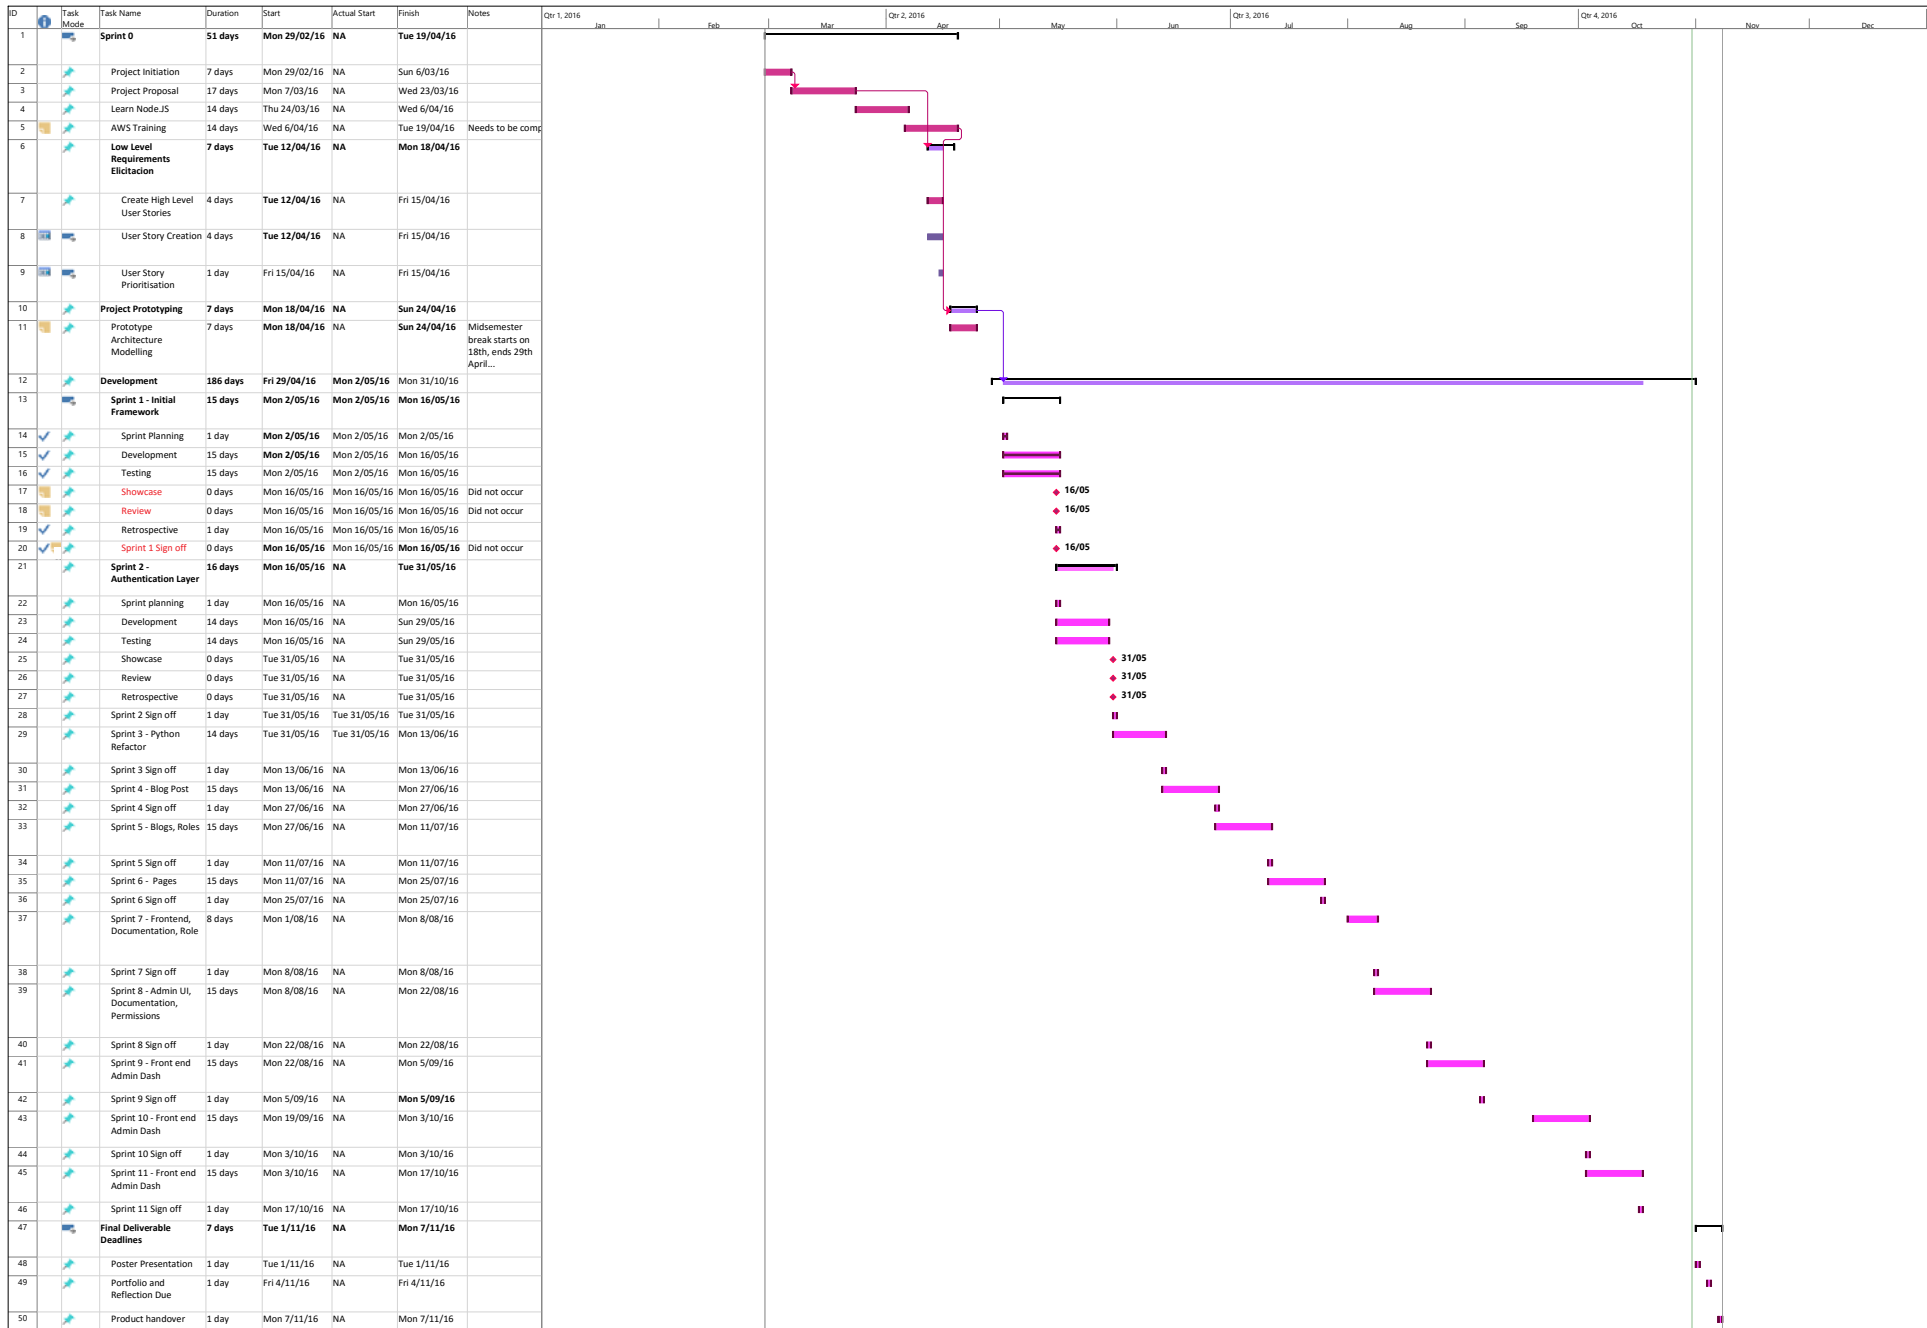 ID Task Mode Task Name Duration Start Actual Start Finish Notes
Qtr 1, 2016 Qtr 2, 2016 Qtr 3, 2016 Qtr 4, 2016
Jan Feb Mar Apr May Jun Jul Aug Sep Oct Nov Dec
1 Sprint 0 51 days Mon 29/02/16 NA Tue 19/04/16
2 Project Initiation 7 days Mon 29/02/16 NA Sun 6/03/16
3 Project Proposal 17 days Mon 7/03/16 NA Wed 23/03/16
4 Learn Node.JS 14 days Thu 24/03/16 NA Wed 6/04/16
5 AWS Training 14 days Wed 6/04/16 NA Tue 19/04/16 Needs to be comp
6 Low Level 7 days Tue 12/04/16 NA Mon 18/04/16
Requirements
Elicitacion
7 Create High Level 4 days Tue 12/04/16 NA Fri 15/04/16
User Stories
8 User Story Creation 4 days Tue 12/04/16 NA Fri 15/04/16
9 User Story 1 day Fri 15/04/16 NA Fri 15/04/16
Prioritisation
10 Project Prototyping 7 days Mon 18/04/16 NA Sun 24/04/16
11 Prototype 7 days Mon 18/04/16 NA Sun 24/04/16 Midsemester
Architecture break starts on
Modelling 18th, ends 29th
April...
12 Development 186 days Fri 29/04/16 Mon 2/05/16 Mon 31/10/16
13 Sprint 1 - Initial 15 days Mon 2/05/16 Mon 2/05/16 Mon 16/05/16
Framework
14 Sprint Planning 1 day Mon 2/05/16 Mon 2/05/16 Mon 2/05/16
15 Development 15 days Mon 2/05/16 Mon 2/05/16 Mon 16/05/16
16 Testing 15 days Mon 2/05/16 Mon 2/05/16 Mon 16/05/16
17 Showcase 0 days Mon 16/05/16 Mon 16/05/16 Mon 16/05/16 Did not occur 16/05
18 Review 0 days Mon 16/05/16 Mon 16/05/16 Mon 16/05/16 Did not occur 16/05
19 Retrospective 1 day Mon 16/05/16 Mon 16/05/16 Mon 16/05/16
20 Sprint 1 Sign off 0 days Mon 16/05/16 Mon 16/05/16 Mon 16/05/16 Did not occur 16/05
21 Sprint 2 - 16 days Mon 16/05/16 NA Tue 31/05/16
Authentication Layer
22 Sprint planning 1 day Mon 16/05/16 NA Mon 16/05/16
23 Development 14 days Mon 16/05/16 NA Sun 29/05/16
24 Testing 14 days Mon 16/05/16 NA Sun 29/05/16
25 Showcase 0 days Tue 31/05/16 NA Tue 31/05/16 31/05
26 Review 0 days Tue 31/05/16 NA Tue 31/05/16 31/05
27 Retrospective 0 days Tue 31/05/16 NA Tue 31/05/16 31/05
28 Sprint 2 Sign off 1 day Tue 31/05/16 Tue 31/05/16 Tue 31/05/16
29 Sprint 3 - Python 14 days Tue 31/05/16 Tue 31/05/16 Mon 13/06/16
Refactor
30 Sprint 3 Sign off 1 day Mon 13/06/16 NA Mon 13/06/16
31 Sprint 4 - Blog Post 15 days Mon 13/06/16 NA Mon 27/06/16
32 Sprint 4 Sign off 1 day Mon 27/06/16 NA Mon 27/06/16
33 Sprint 5 - Blogs, Roles 15 days Mon 27/06/16 NA Mon 11/07/16
34 Sprint 5 Sign off 1 day Mon 11/07/16 NA Mon 11/07/16
35 Sprint 6 - Pages 15 days Mon 11/07/16 NA Mon 25/07/16
36 Sprint 6 Sign off 1 day Mon 25/07/16 NA Mon 25/07/16
37 Sprint 7 - Frontend, 8 days Mon 1/08/16 NA Mon 8/08/16
Documentation, Role
38 Sprint 7 Sign off 1 day Mon 8/08/16 NA Mon 8/08/16
39 Sprint 8 - Admin UI, 15 days Mon 8/08/16 NA Mon 22/08/16
Documentation,
Permissions
40 Sprint 8 Sign off 1 day Mon 22/08/16 NA Mon 22/08/16
41 Sprint 9 - Front end 15 days Mon 22/08/16 NA Mon 5/09/16
Admin Dash
42 Sprint 9 Sign off 1 day Mon 5/09/16 NA Mon 5/09/16
43 Sprint 10 - Front end 15 days Mon 19/09/16 NA Mon 3/10/16
Admin Dash
44 Sprint 10 Sign off 1 day Mon 3/10/16 NA Mon 3/10/16
45 Sprint 11 - Front end 15 days Mon 3/10/16 NA Mon 17/10/16
Admin Dash
46 Sprint 11 Sign off 1 day Mon 17/10/16 NA Mon 17/10/16
47 Final Deliverable 7 days Tue 1/11/16 NA Mon 7/11/16
Deadlines
48 Poster Presentation 1 day Tue 1/11/16 NA Tue 1/11/16
49 Portfolio and 1 day Fri 4/11/16 NA Fri 4/11/16
Reflection Due
50 Product handover 1 day Mon 7/11/16 NA Mon 7/11/16